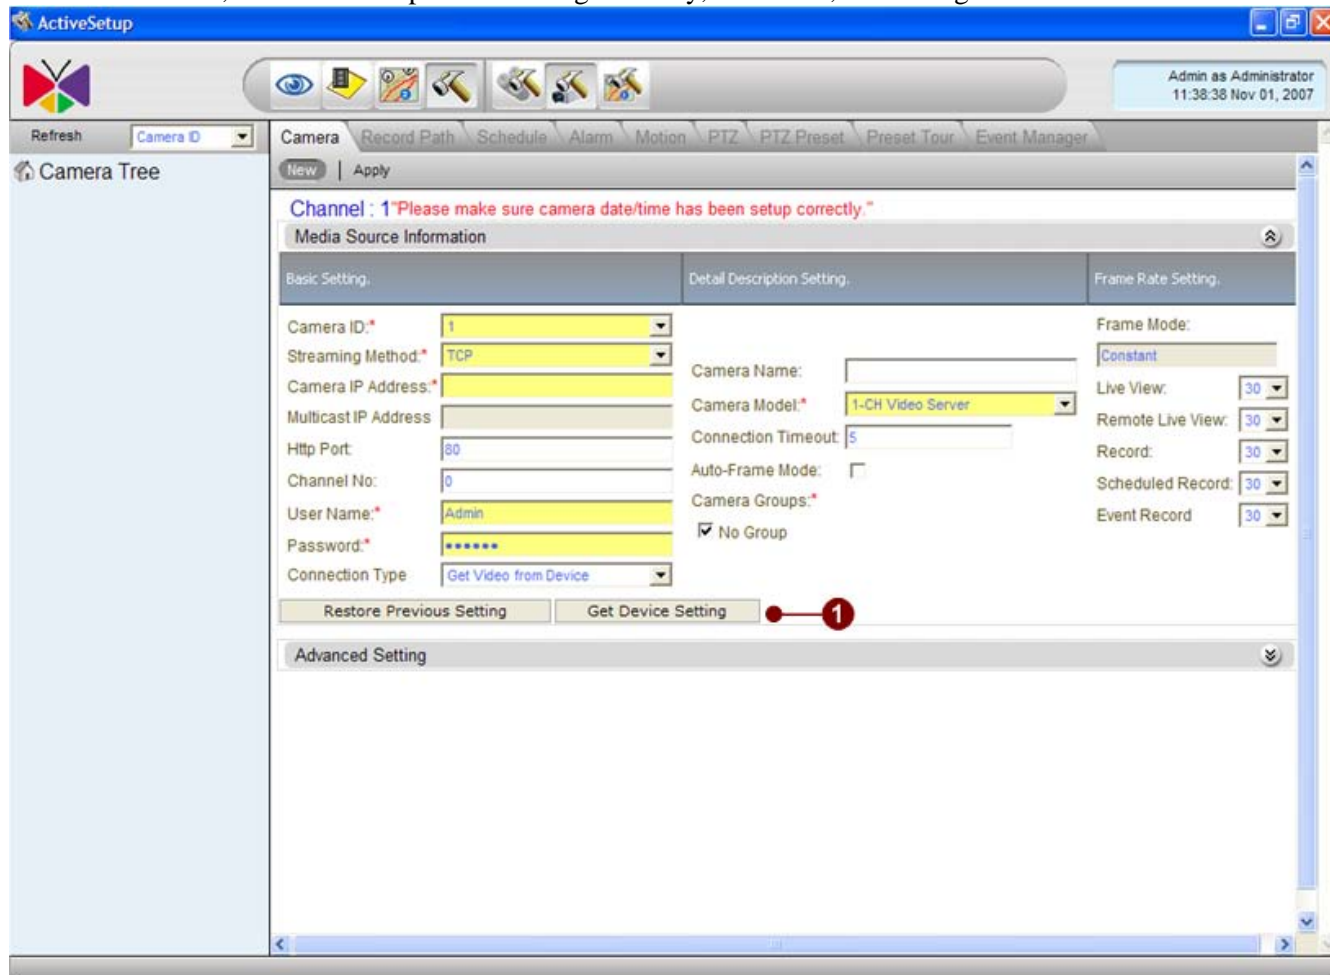 ActiveSetup
Admin as Administrator
11:38:38 Nov 01, 2007
Refresh Camera ID
Camera Record Path Schedule Alarm Motion PTZ PTZ Preset Preset Tour Event Manager
Camera Tree
New | Apply
Channel : 1"Please make sure camera date/time has been setup correctly."
Media Source Information
Basic Setting. Detail Description Setting. Frame Rate Setting.
Camera ID:* 1
Streaming Method:* TCP
Camera IP Address:*
Multicast IP Address
Http Port: 80
Channel No: 0
User Name:* Admin
Password:* ••••••
Connection Type Get Video from Device
Camera Name:
Camera Model:* 1-CH Video Server
Connection Timeout: 5
Auto-Frame Mode:
Camera Groups:*
No Group
Frame Mode:
Constant
Live View: 30
Remote Live View: 30
Record: 30
Scheduled Record: 30
Event Record 30
Restore Previous Setting Get Device Setting 1
Advanced Setting